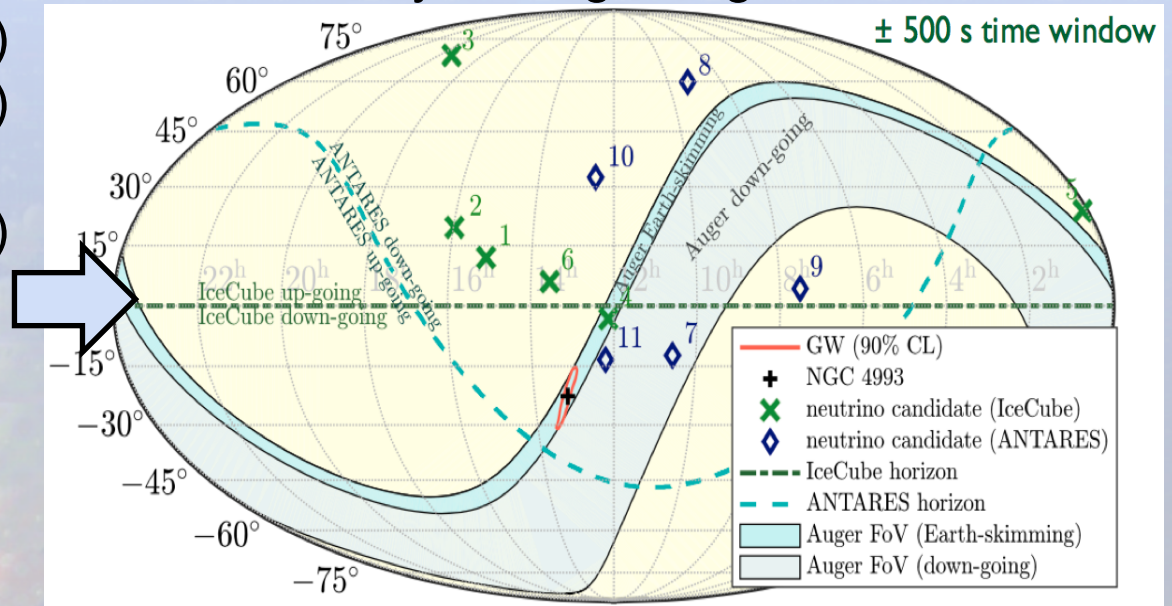 ± 500 s time window
75°
60°
45°
30°
15°
−15°
−30°
−45°
−60°
−75°
22h
20h
16h
10h
8h
6h
4h
2h
3
8
10
2
1
6
5
9
4
11
7
ANTARES down-going
ANTARES up-going
Auger Earth-skimming
Auger down-going
IceCube up-going
IceCube down-going
GW (90% CL)
NGC 4993
neutrino candidate (IceCube)
neutrino candidate (ANTARES)
IceCube horizon
ANTARES horizon
Auger FoV (Earth-skimming)
Auger FoV (down-going)